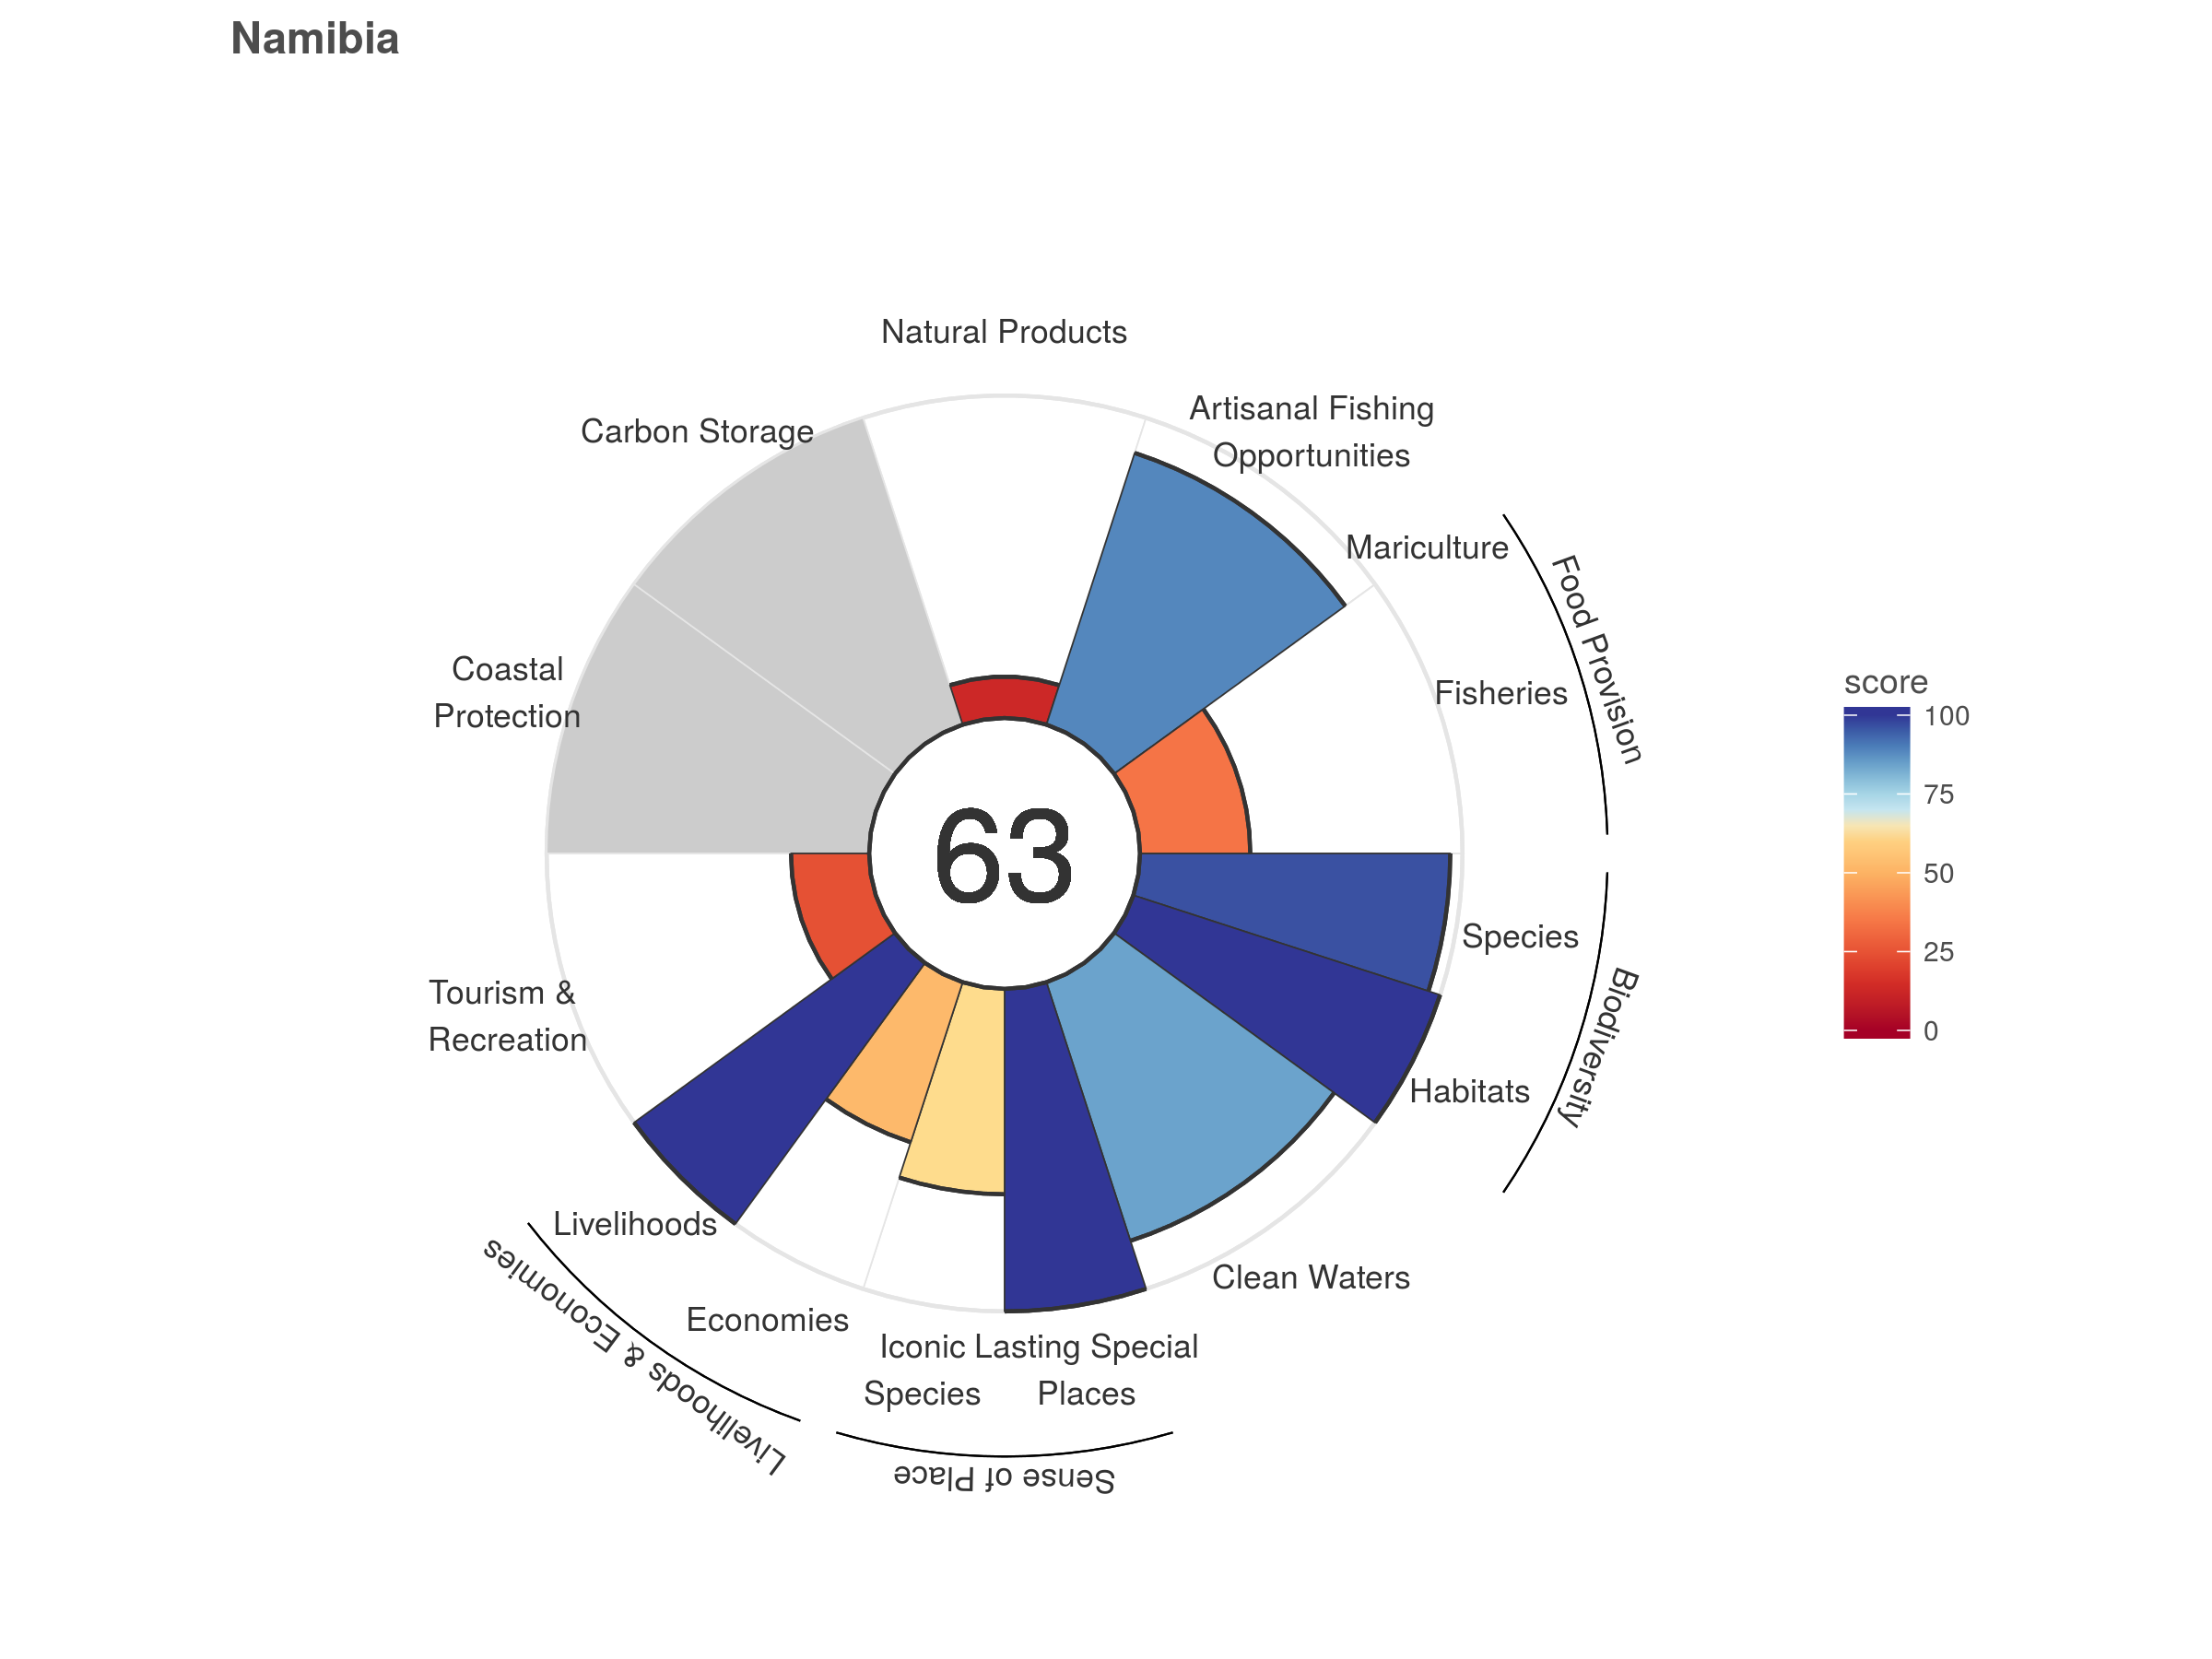 Namibia
Natural Products
Artisanal Fishing
Opportunities
Carbon Storage
Mariculture
Food Provision
Fisheries
Coastal
Protection
score
100
75
50
25
0
63
Species
Biodiversity
Tourism &
Recreation
Habitats
Livelihoods
Clean Waters
Livelihoods & Economies
Economies
Iconic
Species
Lasting Special
Places
Sense of Place